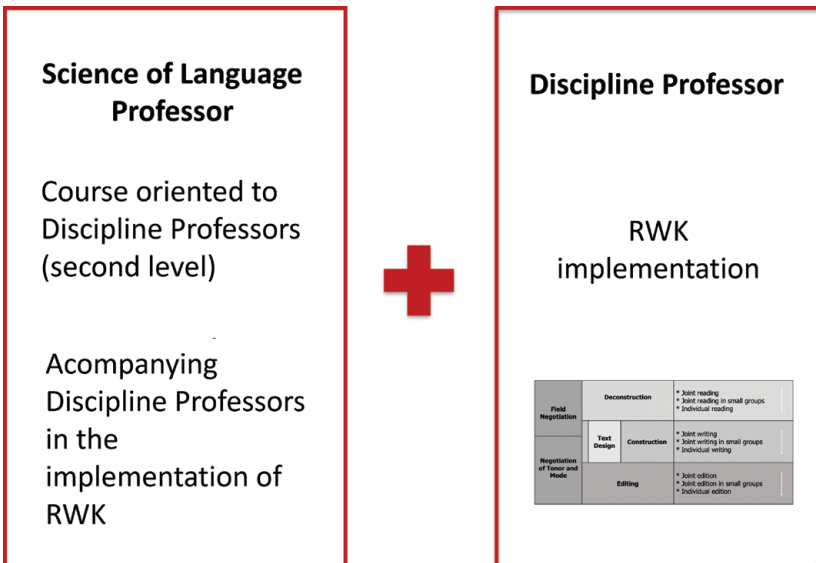 Science of Language
Professor
Course oriented to
Discipline Professors
(second level)
Acompanying
Discipline Professors
in the
implementation of
RWK
Discipline Professor
RWK
implementation
Field
Negotiation
Negotiation
of Tenor and
Mode
Deconstruction
* Joint reading
* Joint reading in small groups
* Individual reading
Text
Design
Construction
* Joint writing
* Joint writing in small groups
* Individual writing
Editing
* Joint edition
* Joint edition in small groups
* Individual edition